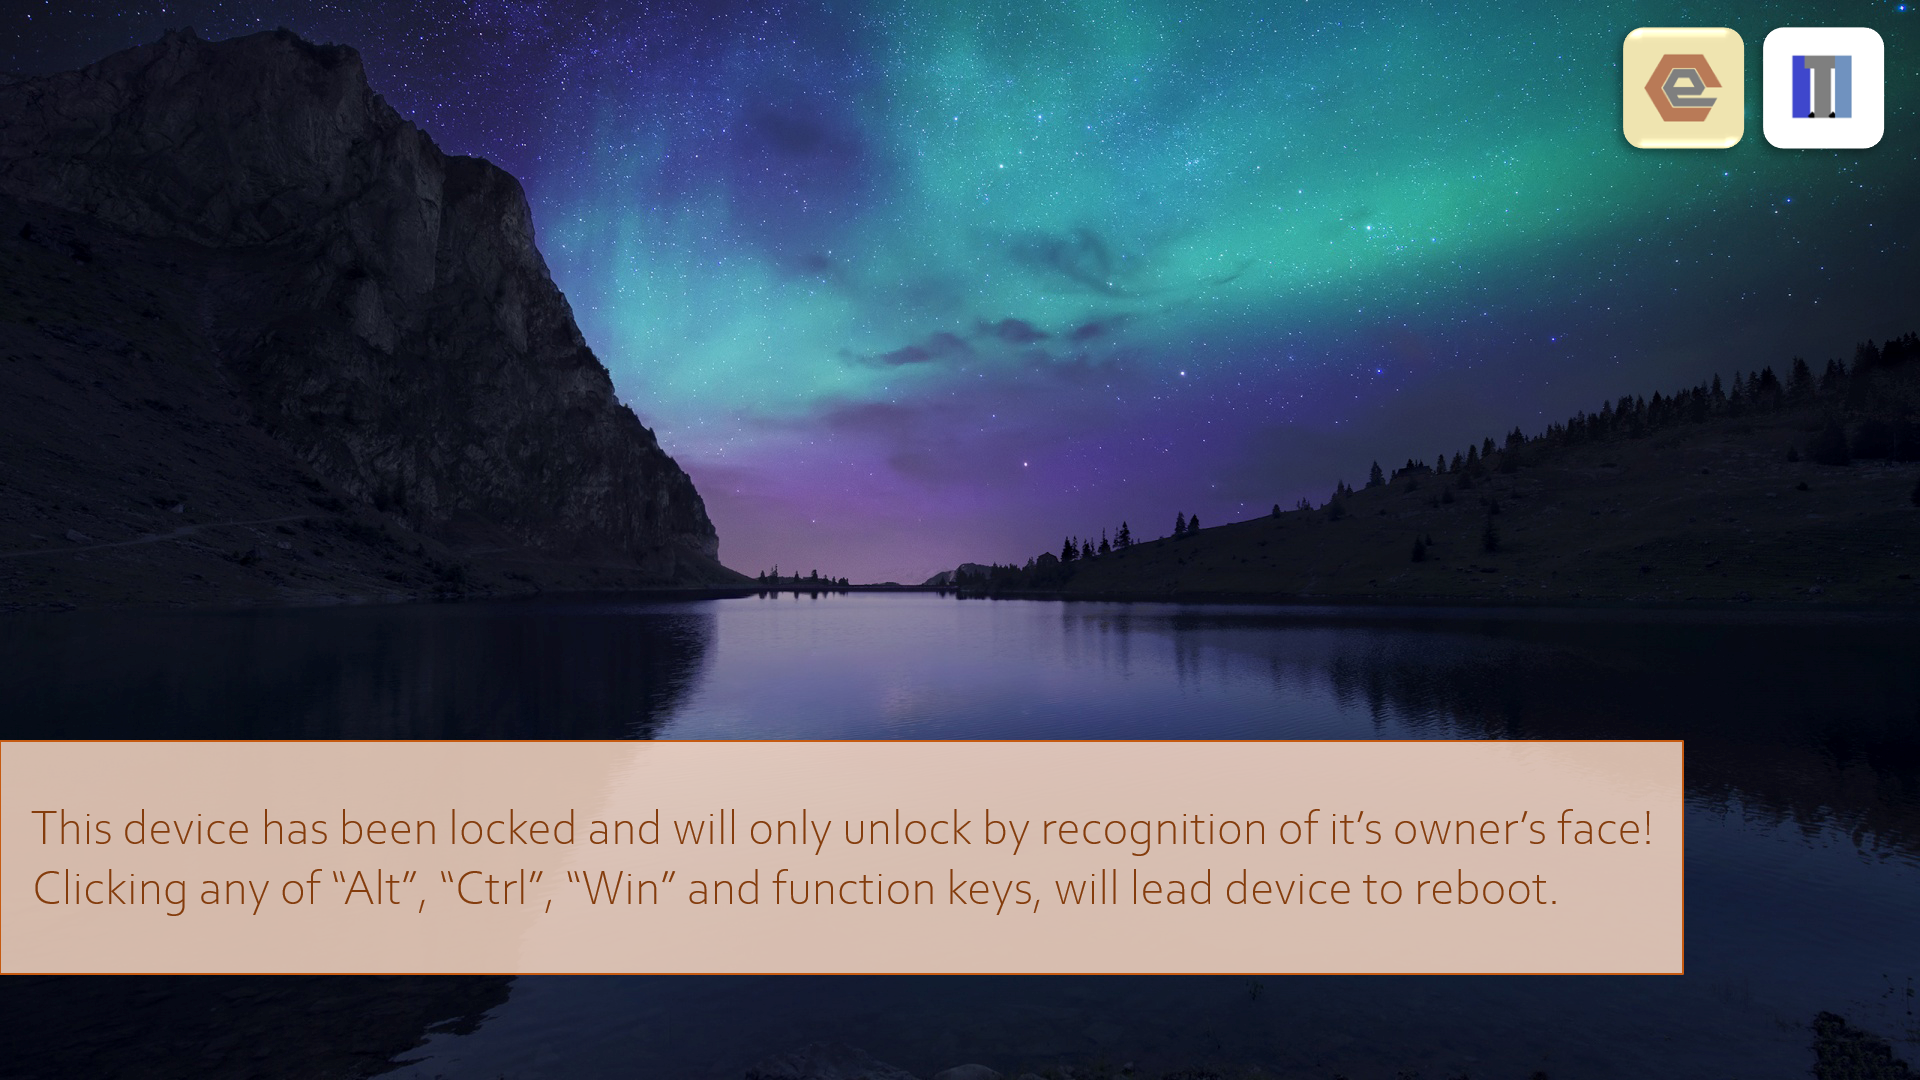 This device has been locked and will only unlock by recognition of it’s owner’s face!
Clicking any of “Alt”, “Ctrl”, “Win” and function keys, will lead device to reboot.